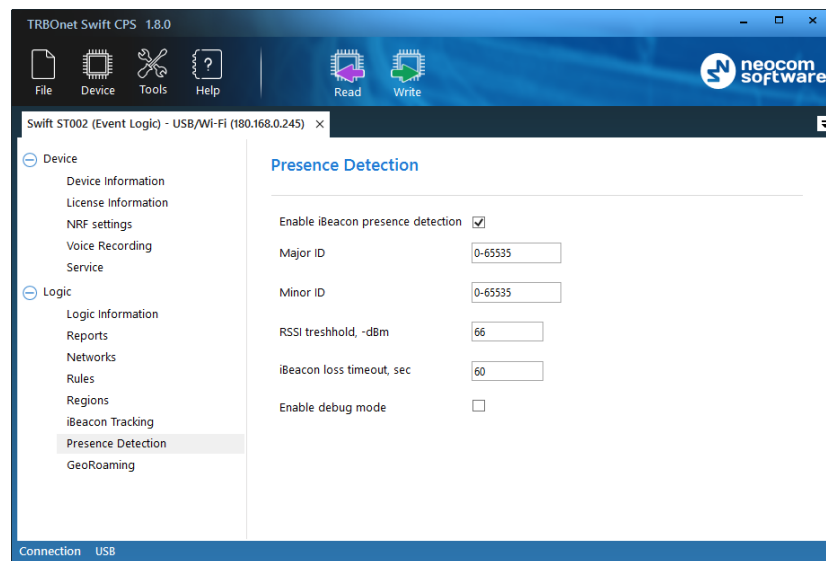 TRBOnet Swift CPS 1.8.0
File Device Tools Help Read Write
neocom
software
Swift ST002 (Event Logic) - USB/Wi-Fi (180.168.0.245) ×
Device
Device Information
License Information
NRF settings
Voice Recording
Service
Logic
Logic Information
Reports
Networks
Rules
Regions
iBeacon Tracking
Presence Detection
GeoRoaming
Presence Detection
Enable iBeacon presence detection
Major ID 0-65535
Minor ID 0-65535
RSSI treshhold, -dBm 66
iBeacon loss timeout, sec 60
Enable debug mode
Connection USB